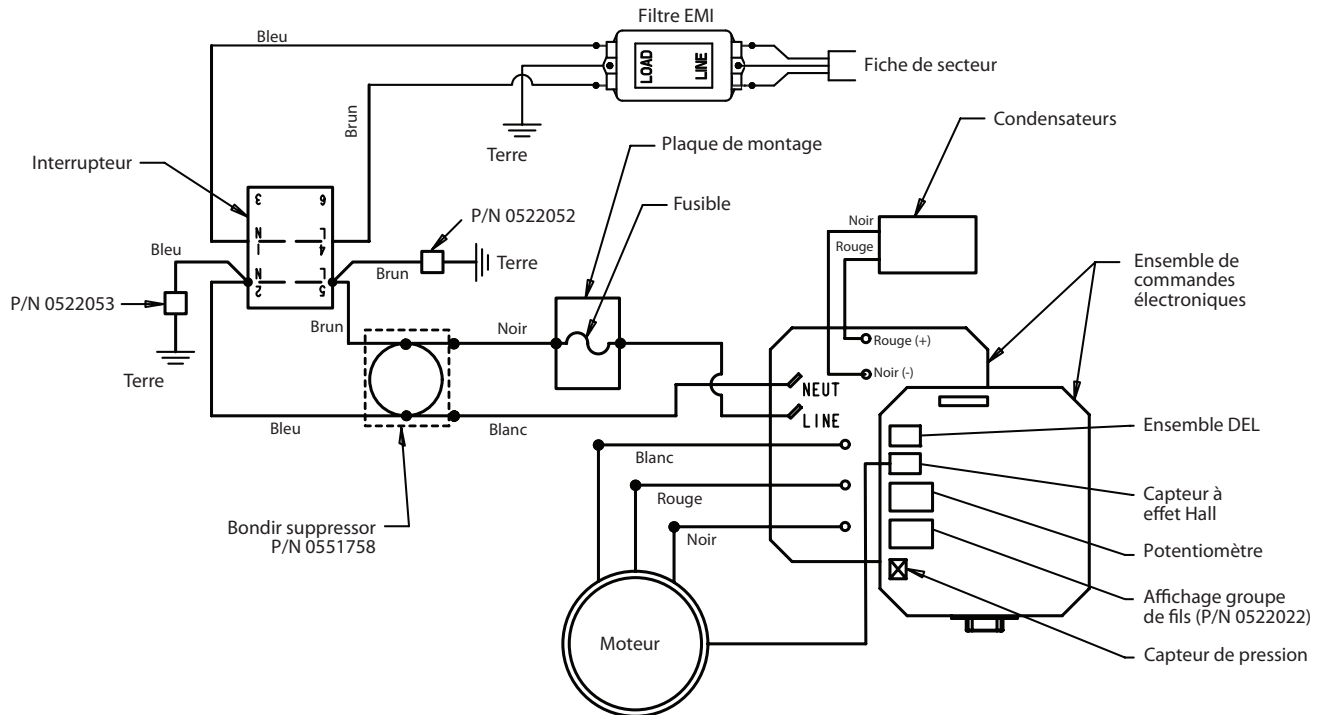 Filtre EMI
Bleu
LOAD
LINE
Fiche de secteur
Brun
Terre
Condensateurs
Plaque de montage
Interrupteur
Fusible
P/N 0522052
3
6
N
1
L
4
N
2
L
5
Bleu
Brun
Terre
Noir
Rouge
Ensemble de
commandes
électroniques
P/N 0522053
Brun
Noir
Terre
Rouge (+)
Noir (-)
NEUT
LINE
Bleu
Blanc
Ensemble DEL
Blanc
Rouge
Noir
Capteur à
effet Hall
Bondir suppressor
P/N 0551758
Potentiomètre
Affichage groupe
de fils (P/N 0522022)
Moteur
Capteur de pression